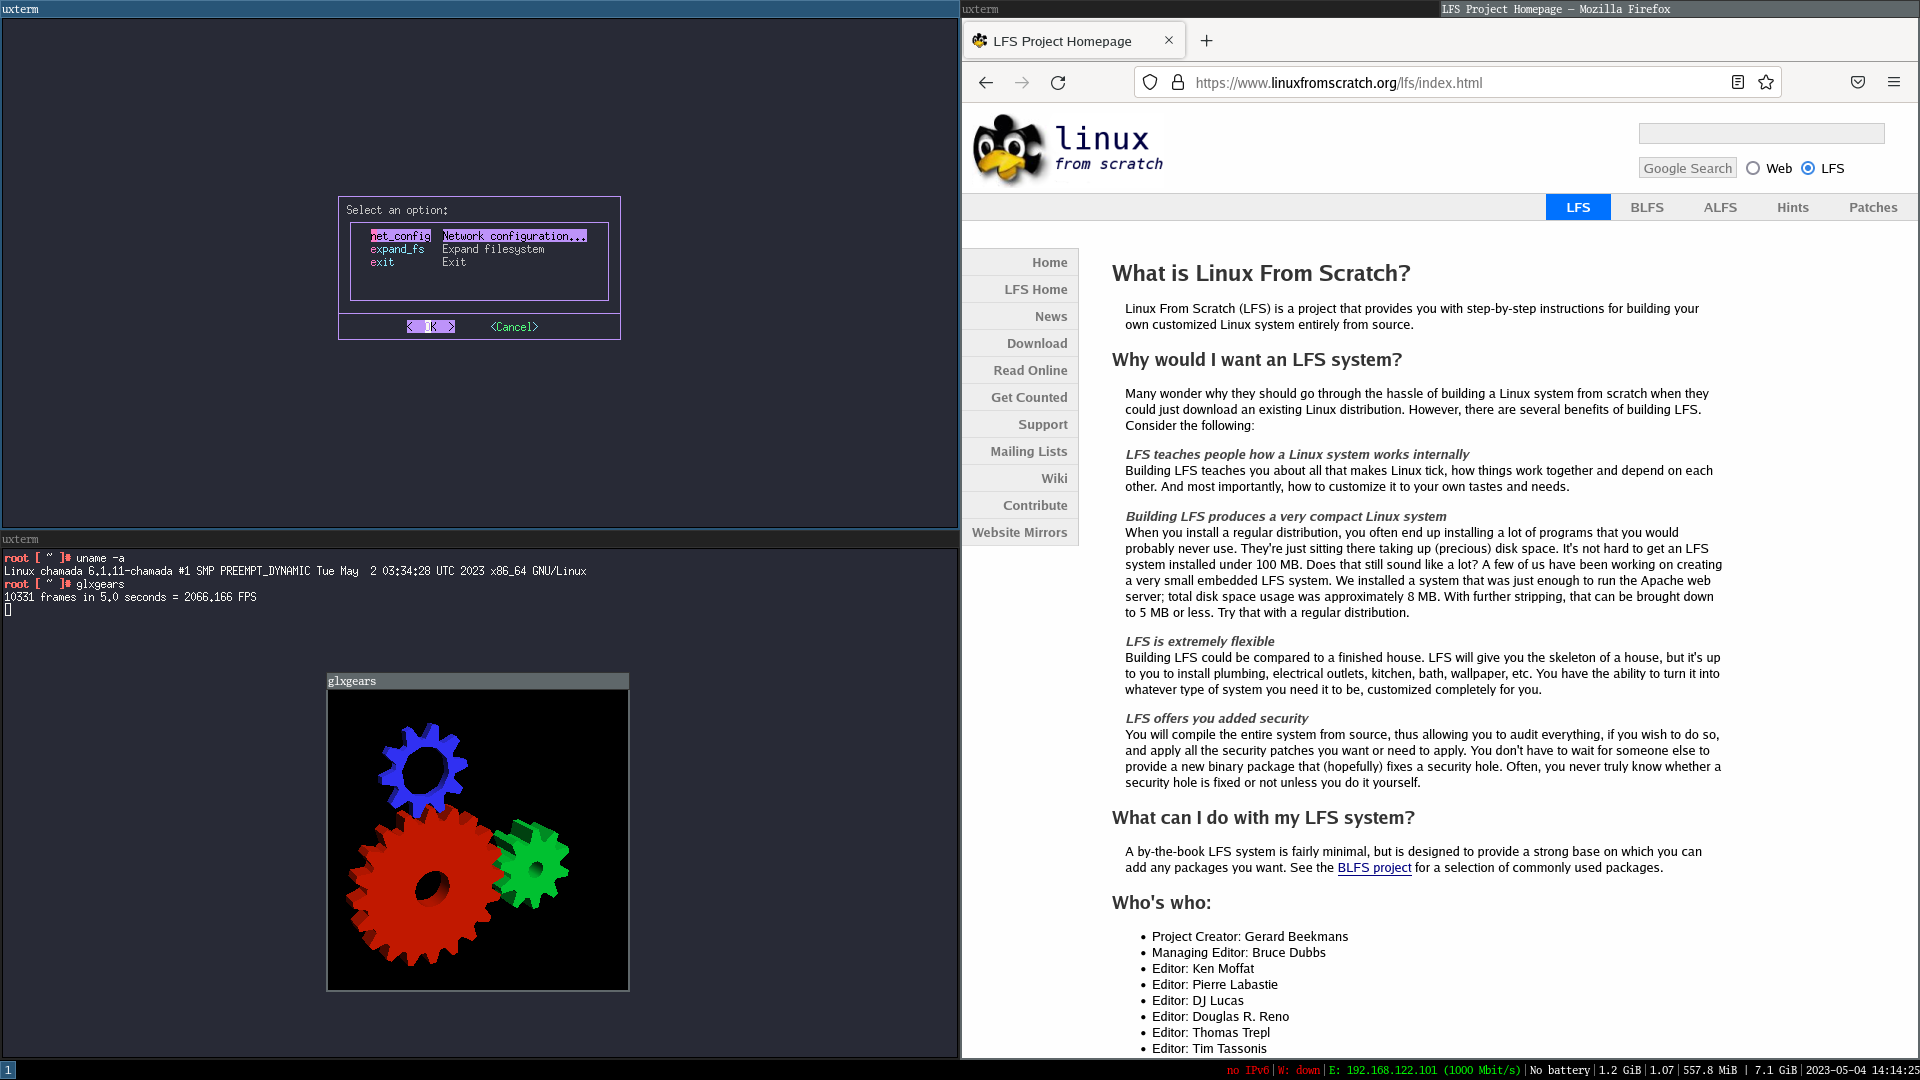 uxterm
Select an option:
net_config Network configuration...
expand_fs Expand filesystem
exit Exit
< OK > <Cancel>
uxterm
root [ ~ ]# uname -a
Linux chamada 6.1.11-chamada #1 SMP PREEMPT_DYNAMIC Tue May  2 03:34:28 UTC 2023 x86_64 GNU/Linux
root [ ~ ]# glxgears
10331 frames in 5.0 seconds = 2066.166 FPS
glxgears
uxterm
LFS Project Homepage — Mozilla Firefox
LFS Project Homepage
https://www.linuxfromscratch.org/lfs/index.html
linux
from scratch
Google Search Web LFS
LFS BLFS ALFS Hints Patches
Home
LFS Home
News
Download
Read Online
Get Counted
Support
Mailing Lists
Wiki
Contribute
Website Mirrors
What is Linux From Scratch?
Linux From Scratch (LFS) is a project that provides you with step-by-step instructions for building your
own customized Linux system entirely from source.
Why would I want an LFS system?
Many wonder why they should go through the hassle of building a Linux system from scratch when they
could just download an existing Linux distribution. However, there are several benefits of building LFS.
Consider the following:
LFS teaches people how a Linux system works internally
Building LFS teaches you about all that makes Linux tick, how things work together and depend on each
other. And most importantly, how to customize it to your own tastes and needs.
Building LFS produces a very compact Linux system
When you install a regular distribution, you often end up installing a lot of programs that you would
probably never use. They're just sitting there taking up (precious) disk space. It's not hard to get an LFS
system installed under 100 MB. Does that still sound like a lot? A few of us have been working on creating
a very small embedded LFS system. We installed a system that was just enough to run the Apache web
server; total disk space usage was approximately 8 MB. With further stripping, that can be brought down
to 5 MB or less. Try that with a regular distribution.
LFS is extremely flexible
Building LFS could be compared to a finished house. LFS will give you the skeleton of a house, but it's up
to you to install plumbing, electrical outlets, kitchen, bath, wallpaper, etc. You have the ability to turn it into
whatever type of system you need it to be, customized completely for you.
LFS offers you added security
You will compile the entire system from source, thus allowing you to audit everything, if you wish to do so,
and apply all the security patches you want or need to apply. You don't have to wait for someone else to
provide a new binary package that (hopefully) fixes a security hole. Often, you never truly know whether a
security hole is fixed or not unless you do it yourself.
What can I do with my LFS system?
A by-the-book LFS system is fairly minimal, but is designed to provide a strong base on which you can
add any packages you want. See the BLFS project for a selection of commonly used packages.
Who's who:
• Project Creator: Gerard Beekmans
• Managing Editor: Bruce Dubbs
• Editor: Ken Moffat
• Editor: Pierre Labastie
• Editor: DJ Lucas
• Editor: Douglas R. Reno
• Editor: Thomas Trepl
• Editor: Tim Tassonis
1
no IPv6|W: down|E: 192.168.122.101 (1000 Mbit/s)|No battery|1.2 GiB|1.07|557.8 MiB | 7.1 GiB|2023-05-04 14:14:25